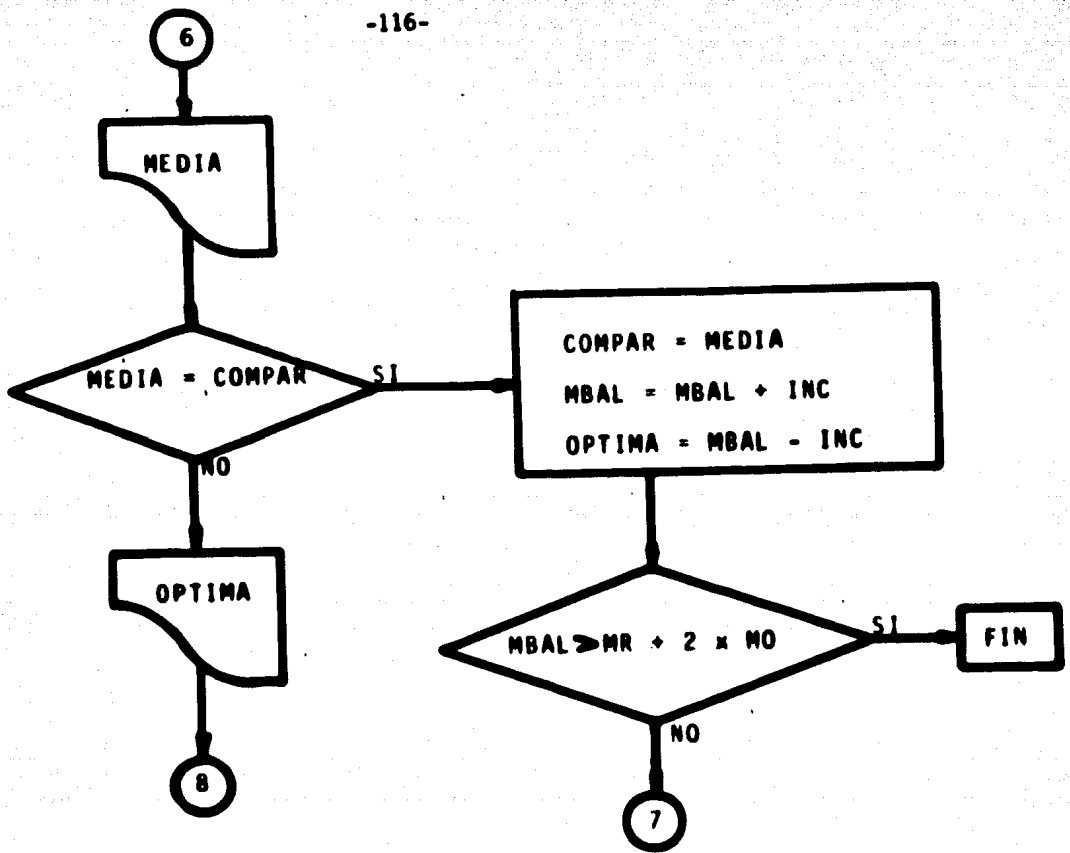 -116-
6
MEDIA
MEDIA = COMPAR
SI
NO
COMPAR = MEDIA
MBAL = MBAL + INC
OPTIMA = MBAL - INC
OPTIMA
8
MBAL > MR + 2 x MO
SI
FIN
NO
7